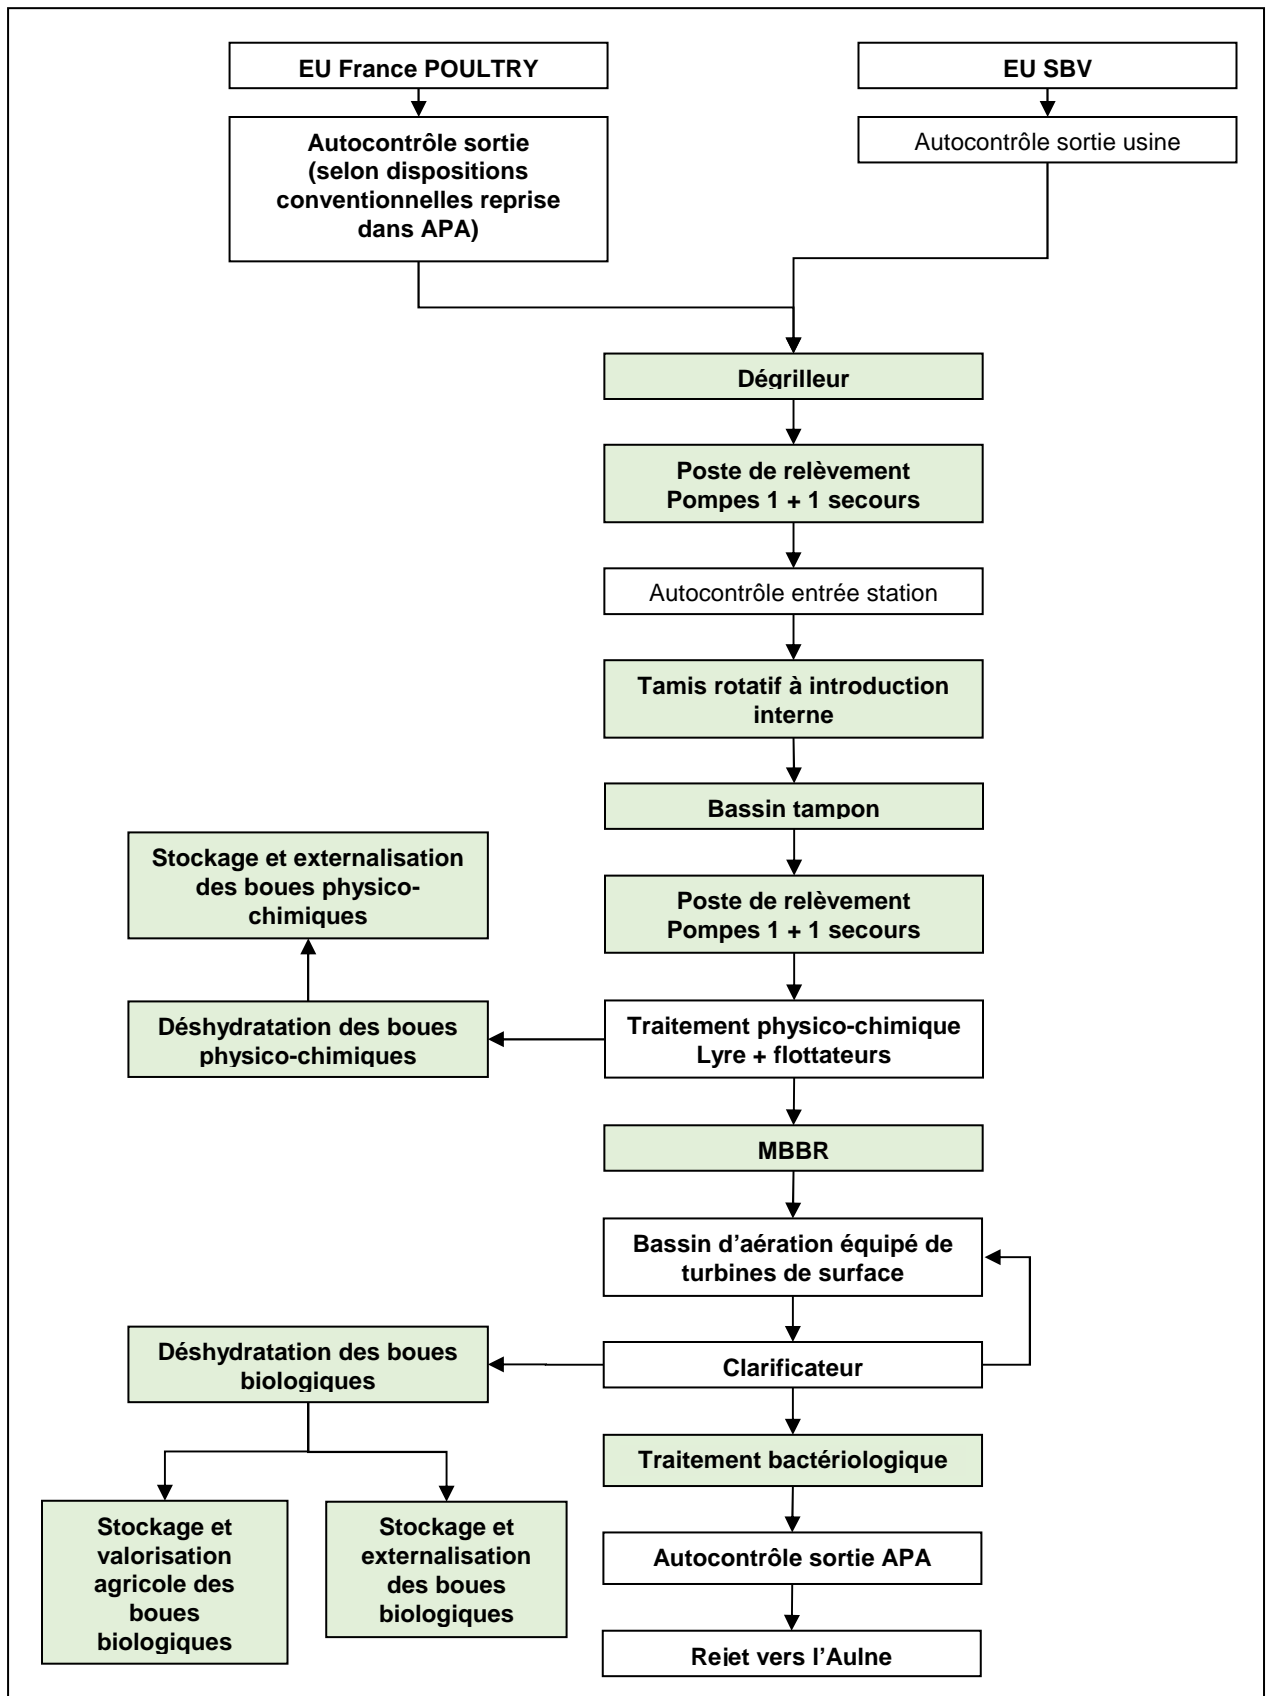 EU France POULTRY
EU SBV
Autocontrôle sortie
(selon dispositions
conventionnelles reprise
dans APA)
Autocontrôle sortie usine
Dégrilleur
Poste de relèvement
Pompes 1 + 1 secours
Autocontrôle entrée station
Tamis rotatif à introduction
interne
Bassin tampon
Stockage et externalisation
des boues physico-
chimiques
Poste de relèvement
Pompes 1 + 1 secours
Déshydratation des boues
physico-chimiques
Traitement physico-chimique
Lyre + flottateurs
MBBR
Bassin d’aération équipé de
turbines de surface
Déshydratation des boues
biologiques
Clarificateur
Traitement bactériologique
Stockage et
valorisation
agricole des
boues
biologiques
Stockage et
externalisation
des boues
biologiques
Autocontrôle sortie APA
Rejet vers l’Aulne